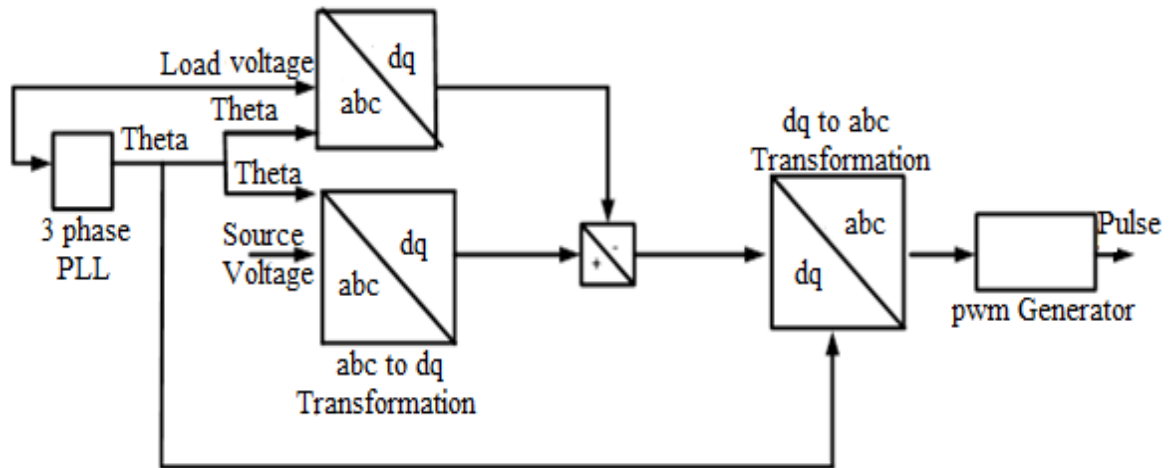 Load voltage
dq
abc
Theta
Theta
Theta
3 phase
PLL
Source
Voltage
dq
abc
abc to dq
Transformation
-
+
dq to abc
Transformation
abc
dq
Pulse
pwm Generator